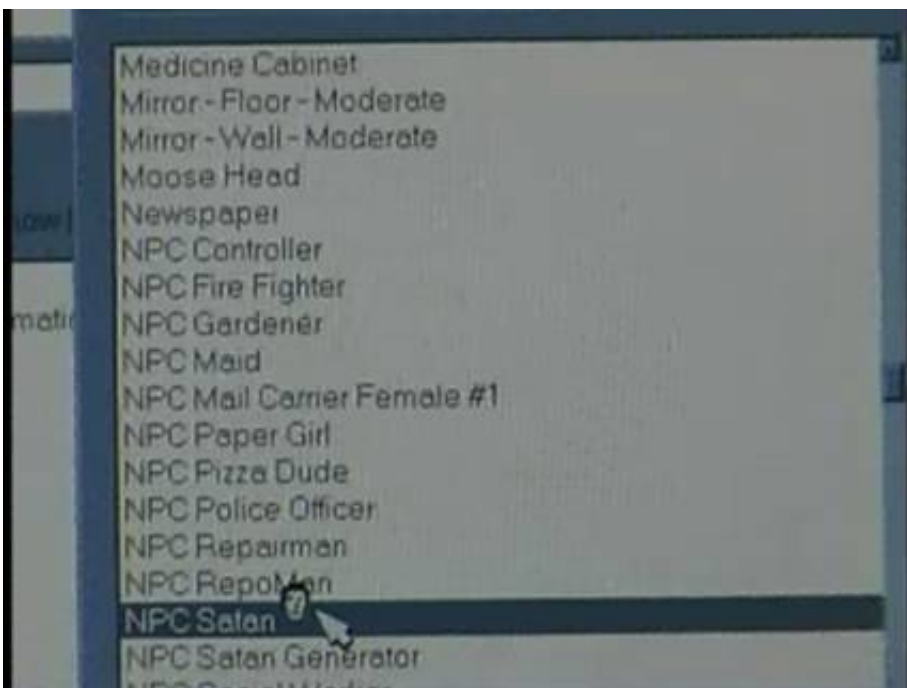 Medicine Cabinet
Mirror - Floor - Moderate
Mirror - Wall - Moderate
Moose Head
Newspaper
NPC Controller
NPC Fire Fighter
NPC Gardener
NPC Maid
NPC Mail Carrier Female #1
NPC Paper Girl
NPC Pizza Dude
NPC Police Officer
NPC Repairman
NPC RepoMan
NPC Satan
NPC Satan Generator